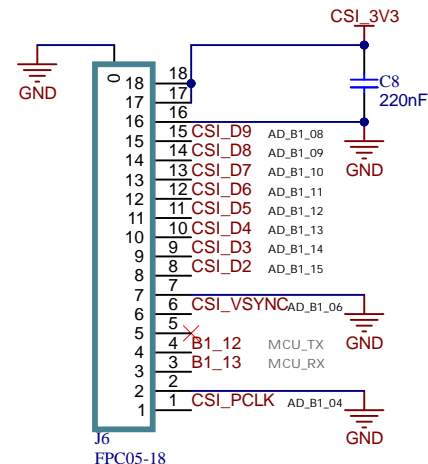 CSI_3V3
GND
0
18 18
17 17
C8
220nF
16 16
15 15 CSI_D9 AD_B1_08
14 14 CSI_D8 AD_B1_09
GND
13 13 CSI_D7 AD_B1_10
12 12 CSI_D6 AD_B1_11
11 11 CSI_D5 AD_B1_12
10 10 CSI_D4 AD_B1_13
9 9 CSI_D3 AD_B1_14
8 8 CSI_D2 AD_B1_15
7 7
6 6 CSI_VSYNC AD_B1_06
GND
5 5
4 4 B1_12 MCU_TX
3 3 B1_13 MCU_RX
2 2
1 1 CSI_PCLK AD_B1_04
GND
J6
FPC05-18